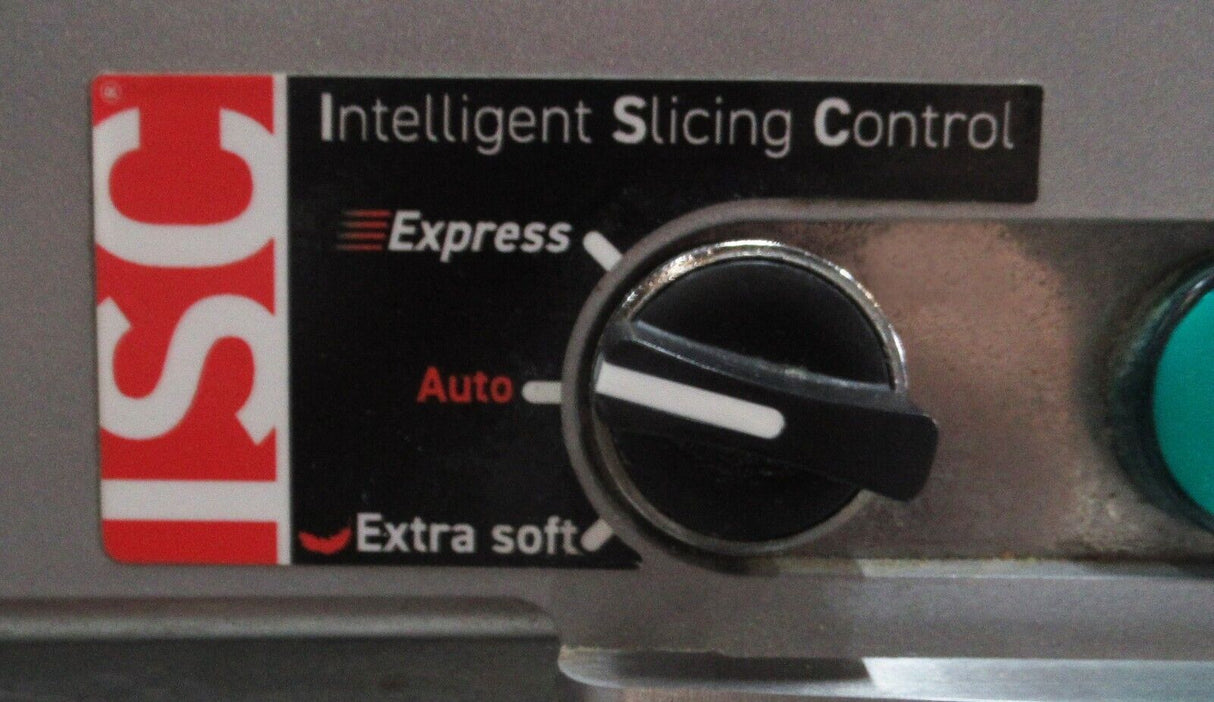 ISC®
Intelligent Slicing Control
Express
Auto
Extra soft